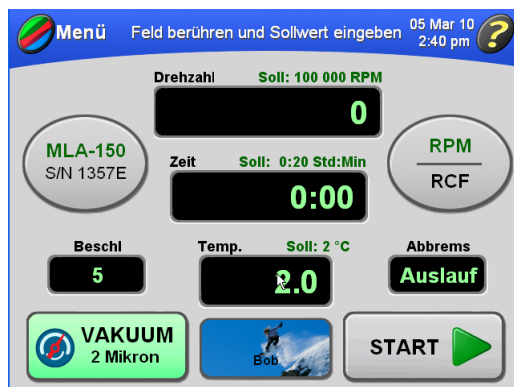 Menü
Feld berühren und Sollwert eingeben
05 Mar 10
2:40 pm
?
Drehzahl Soll: 100 000 RPM
0
MLA-150
S/N 1357E
Zeit Soll: 0:20 Std:Min
0:00
RPM
RCF
Beschl
5
Temp. Soll: 2 °C
2.0
Abbrems
Auslauf
VAKUUM
2 Mikron
Bob
START